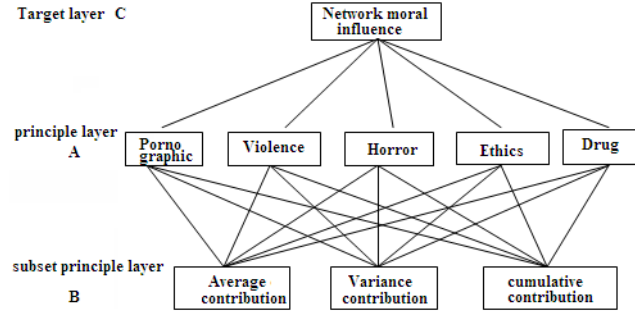 Target layer C
Network moral
influence
principle layer
A
Porno
graphic
Violence
Horror
Ethics
Drug
subset principle layer
B
Average
contribution
Variance
contribution
cumulative
contribution